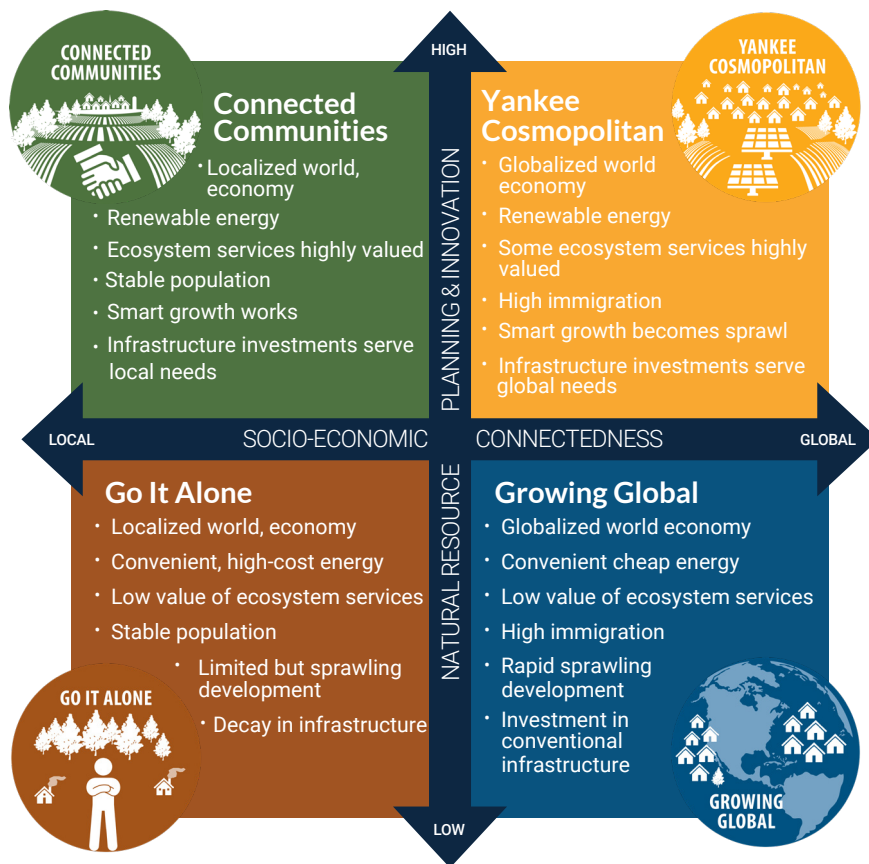 HIGH
CONNECTED
COMMUNITIES
Connected
Communities
· Localized world,
economy
· Renewable energy
· Ecosystem services highly valued
· Stable population
· Smart growth works
· Infrastructure investments serve
local needs
YANKEE
COSMOPOLITAN
Yankee
Cosmopolitan
· Globalized world
economy
· Renewable energy
· Some ecosystem services highly
valued
· High immigration
· Smart growth becomes sprawl
· Infrastructure investments serve
global needs
PLANNING & INNOVATION
LOCAL
SOCIO-ECONOMIC CONNECTEDNESS
GLOBAL
NATURAL RESOURCE
Go It Alone
· Localized world, economy
· Convenient, high-cost energy
· Low value of ecosystem services
· Stable population
· Limited but sprawling
development
· Decay in infrastructure
GO IT ALONE
Growing Global
· Globalized world economy
· Convenient cheap energy
· Low value of ecosystem services
· High immigration
· Rapid sprawling
development
· Investment in
conventional
infrastructure
GROWING
GLOBAL
LOW